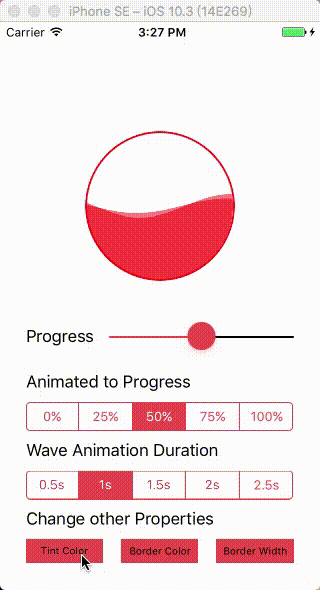 iPhone SE – iOS 10.3 (14E269)
Carrier 3:27 PM
Progress
Animated to Progress
0% 25% 50% 75% 100%
Wave Animation Duration
0.5s 1s 1.5s 2s 2.5s
Change other Properties
Tint Color Border Color Border Width